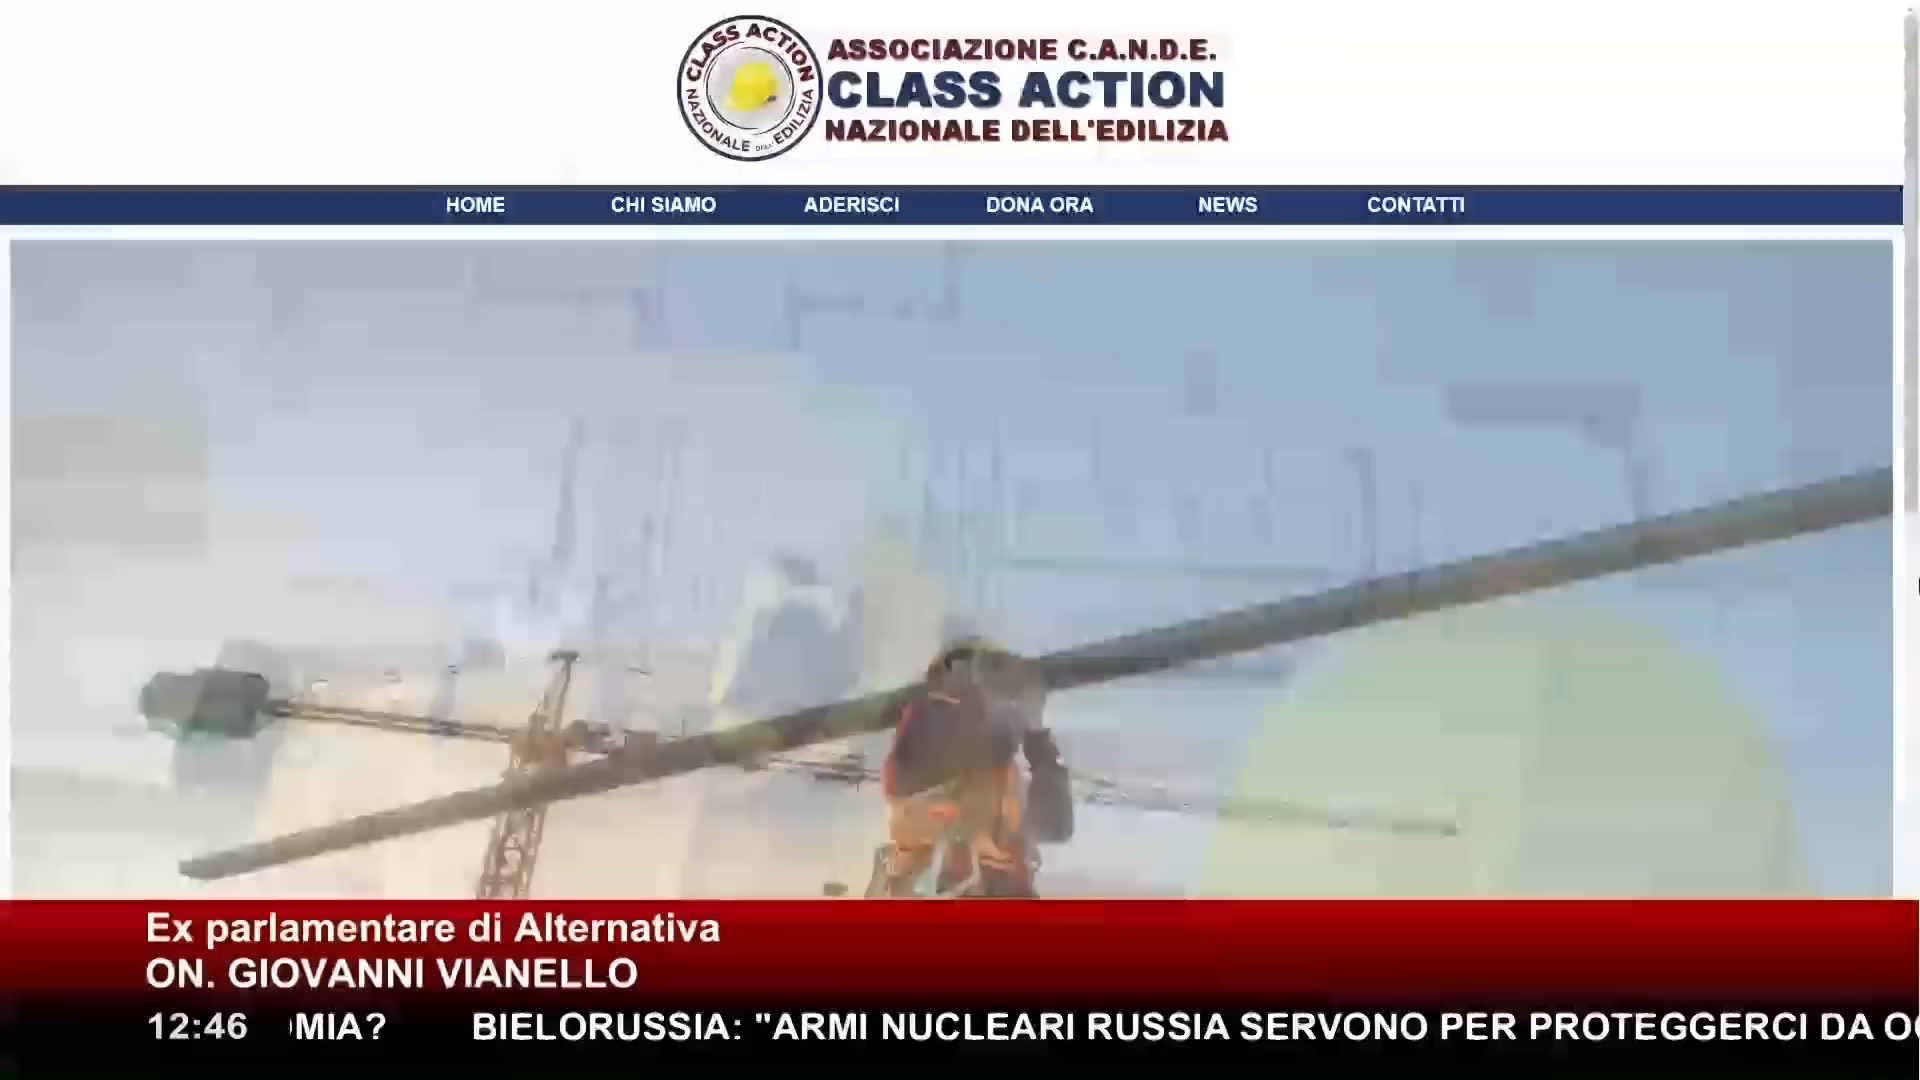 CLASS ACTION
NAZIONALE DELL' EDILIZIA
ASSOCIAZIONE C.A.N.D.E.
CLASS ACTION
NAZIONALE DELL'EDILIZIA
HOME CHI SIAMO ADERISCI DONA ORA NEWS CONTATTI
Ex parlamentare di Alternativa
ON. GIOVANNI VIANELLO
12:46 MIA? BIELORUSSIA: "ARMI NUCLEARI RUSSIA SERVONO PER PROTEGGERCI DA